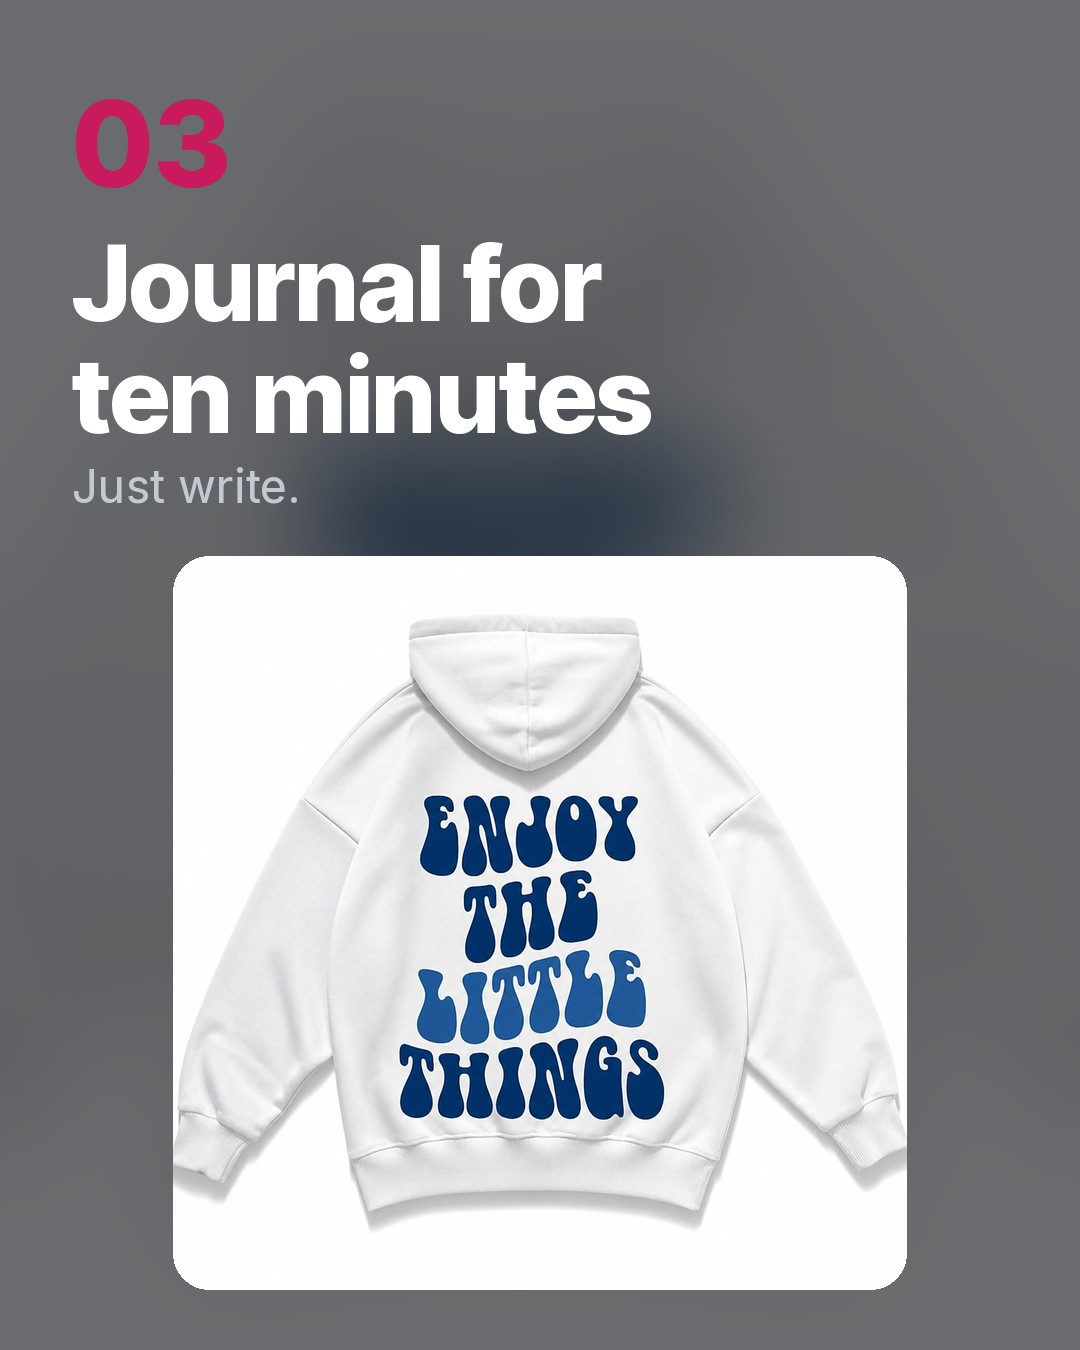 03
Journal for
ten minutes
Just write.
ENJOY
THE
LITTLE
THINGS